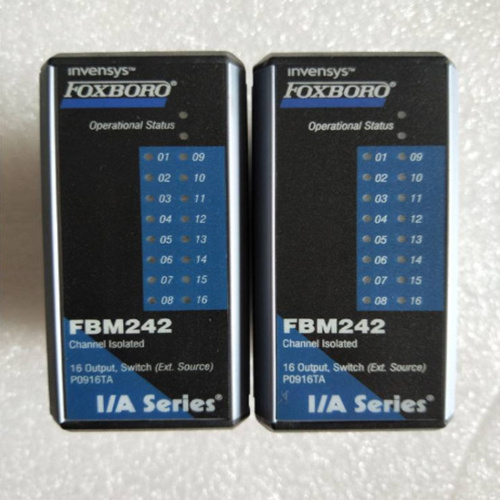 invensys™
FOXBORO®
Operational Status
01 09
02 10
03 11
04 12
05 13
06 14
07 15
08 16
FBM242
Channel Isolated
16 Output, Switch (Ext. Source)
P0916TA
I/A Series®
invensys™
FOXBORO®
Operational Status
01 09
02 10
03 11
04 12
05 13
06 14
07 15
08 16
FBM242
Channel Isolated
16 Output, Switch (Ext. Source)
P0916TA
I/A Series®